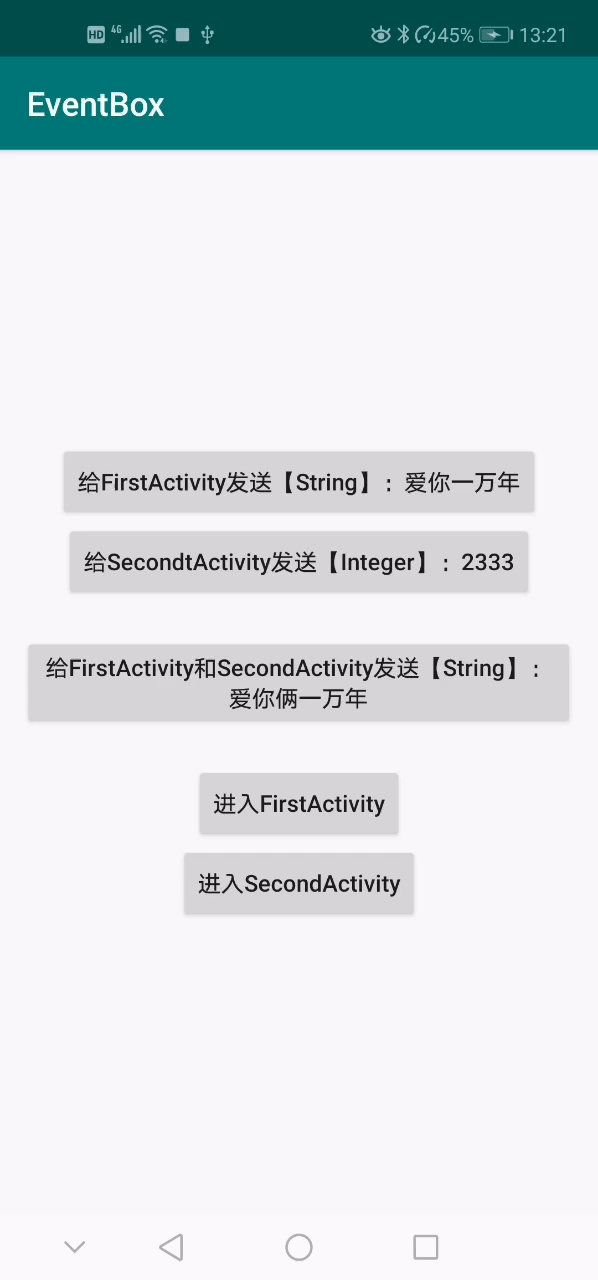 HD 4G 45% 13:21
EventBox
给FirstActivity发送【String】：爱你一万年
给SecondtActivity发送【Integer】：2333
给FirstActivity和SecondActivity发送【String】：
爱你俩一万年
进入FirstActivity
进入SecondActivity